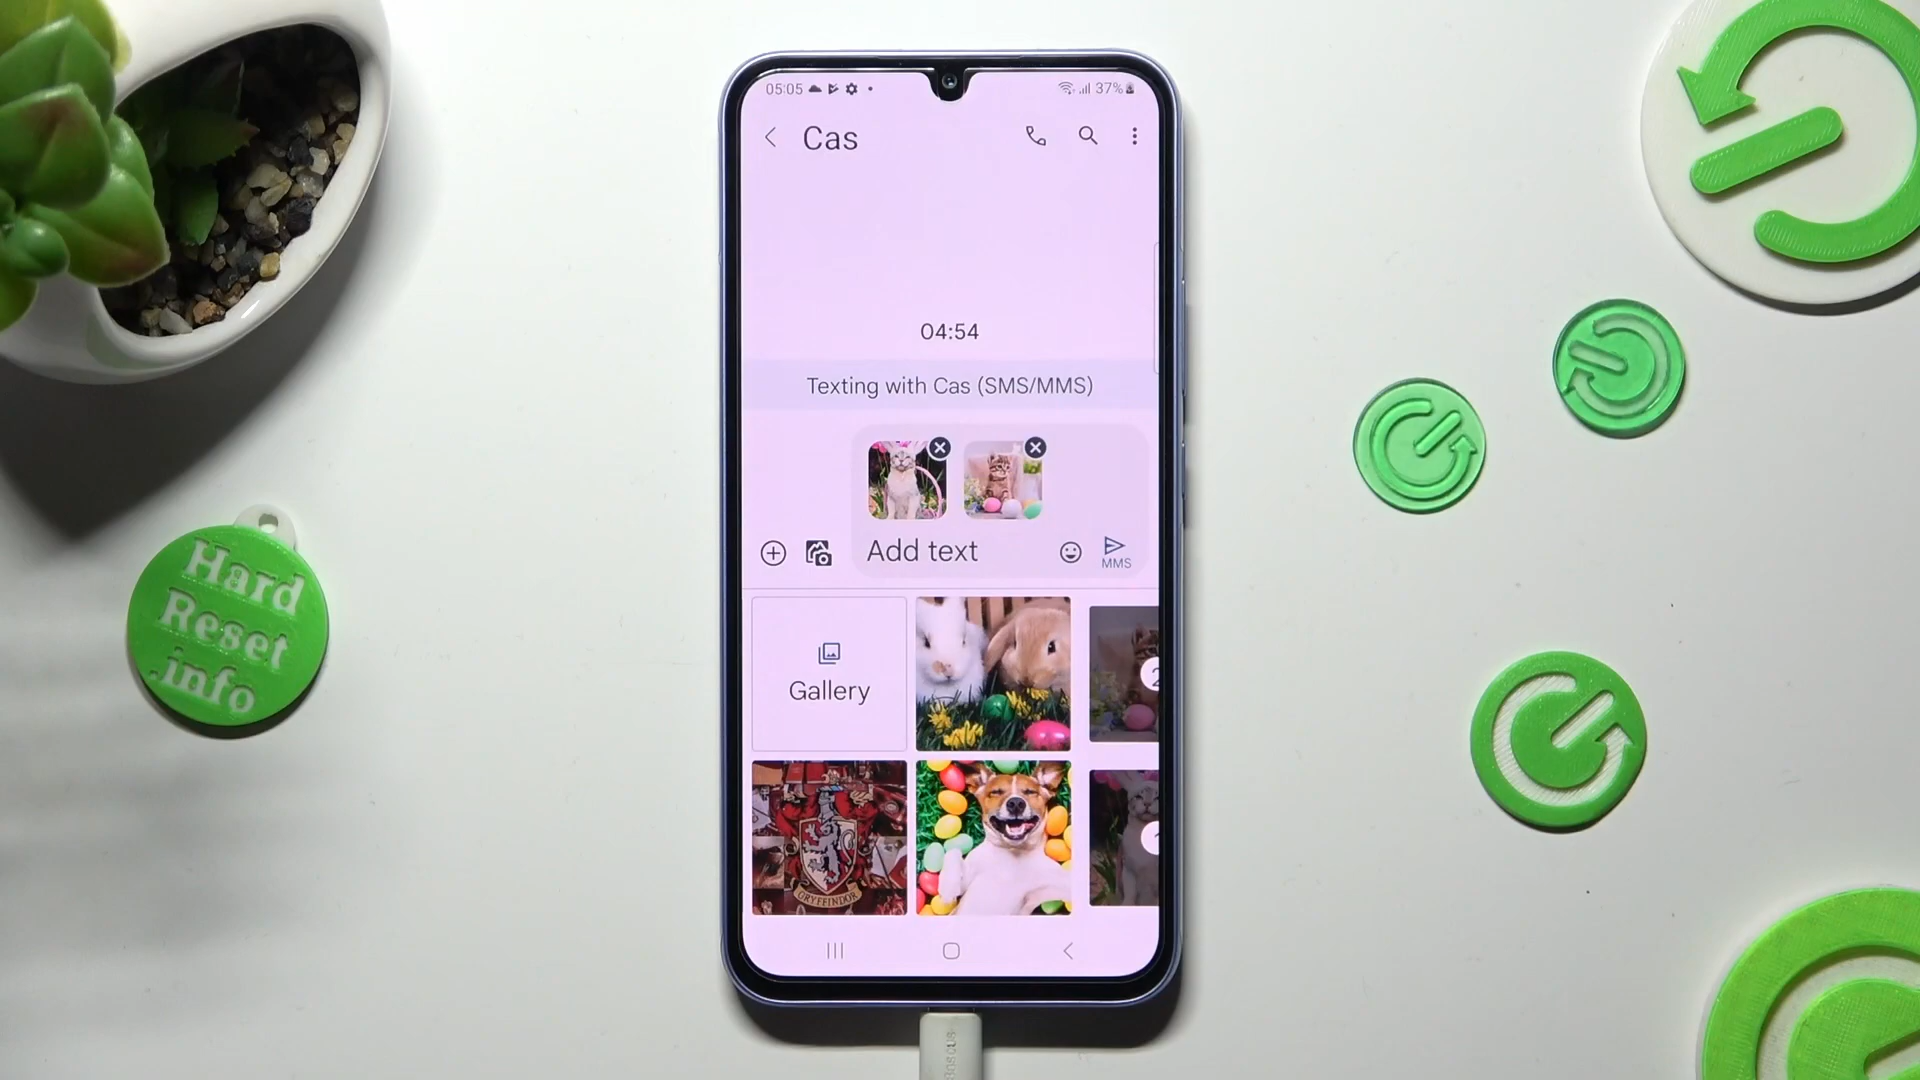 05:05
37%
Cas
04:54
Texting with Cas (SMS/MMS)
Add text
MMS
Gallery
2
GRYFFINDOR
Hard
Reset
.info